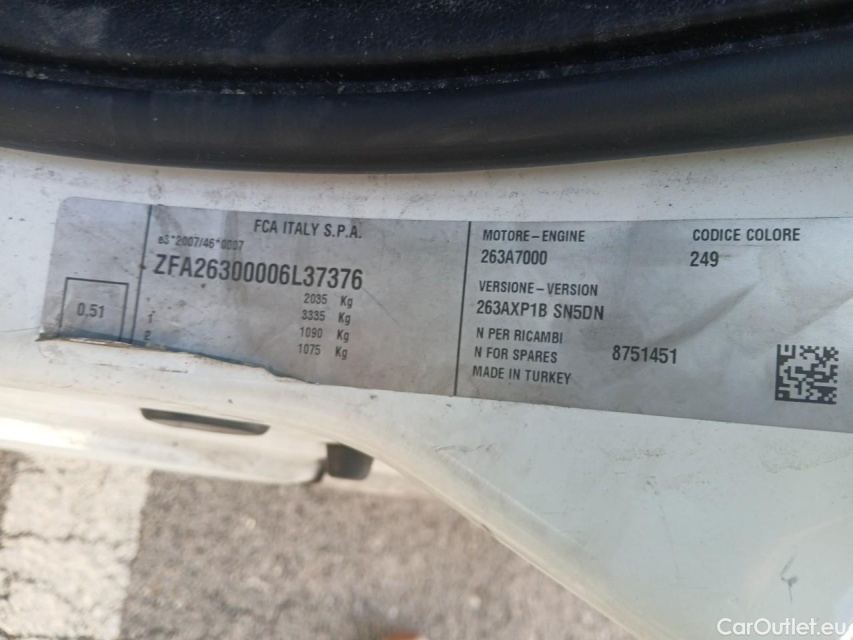 FCA ITALY S.P.A.
e3*2007/46*0007
ZFA26300006L37376
0.51
2035 Kg
3335 Kg
1 1090 Kg
2 1075 Kg
MOTORE-ENGINE
263A7000
VERSIONE-VERSION
263AXP1B SN5DN
N PER RICAMBI
N FOR SPARES 8751451
MADE IN TURKEY
CODICE COLORE
249
CarOutlet.eu